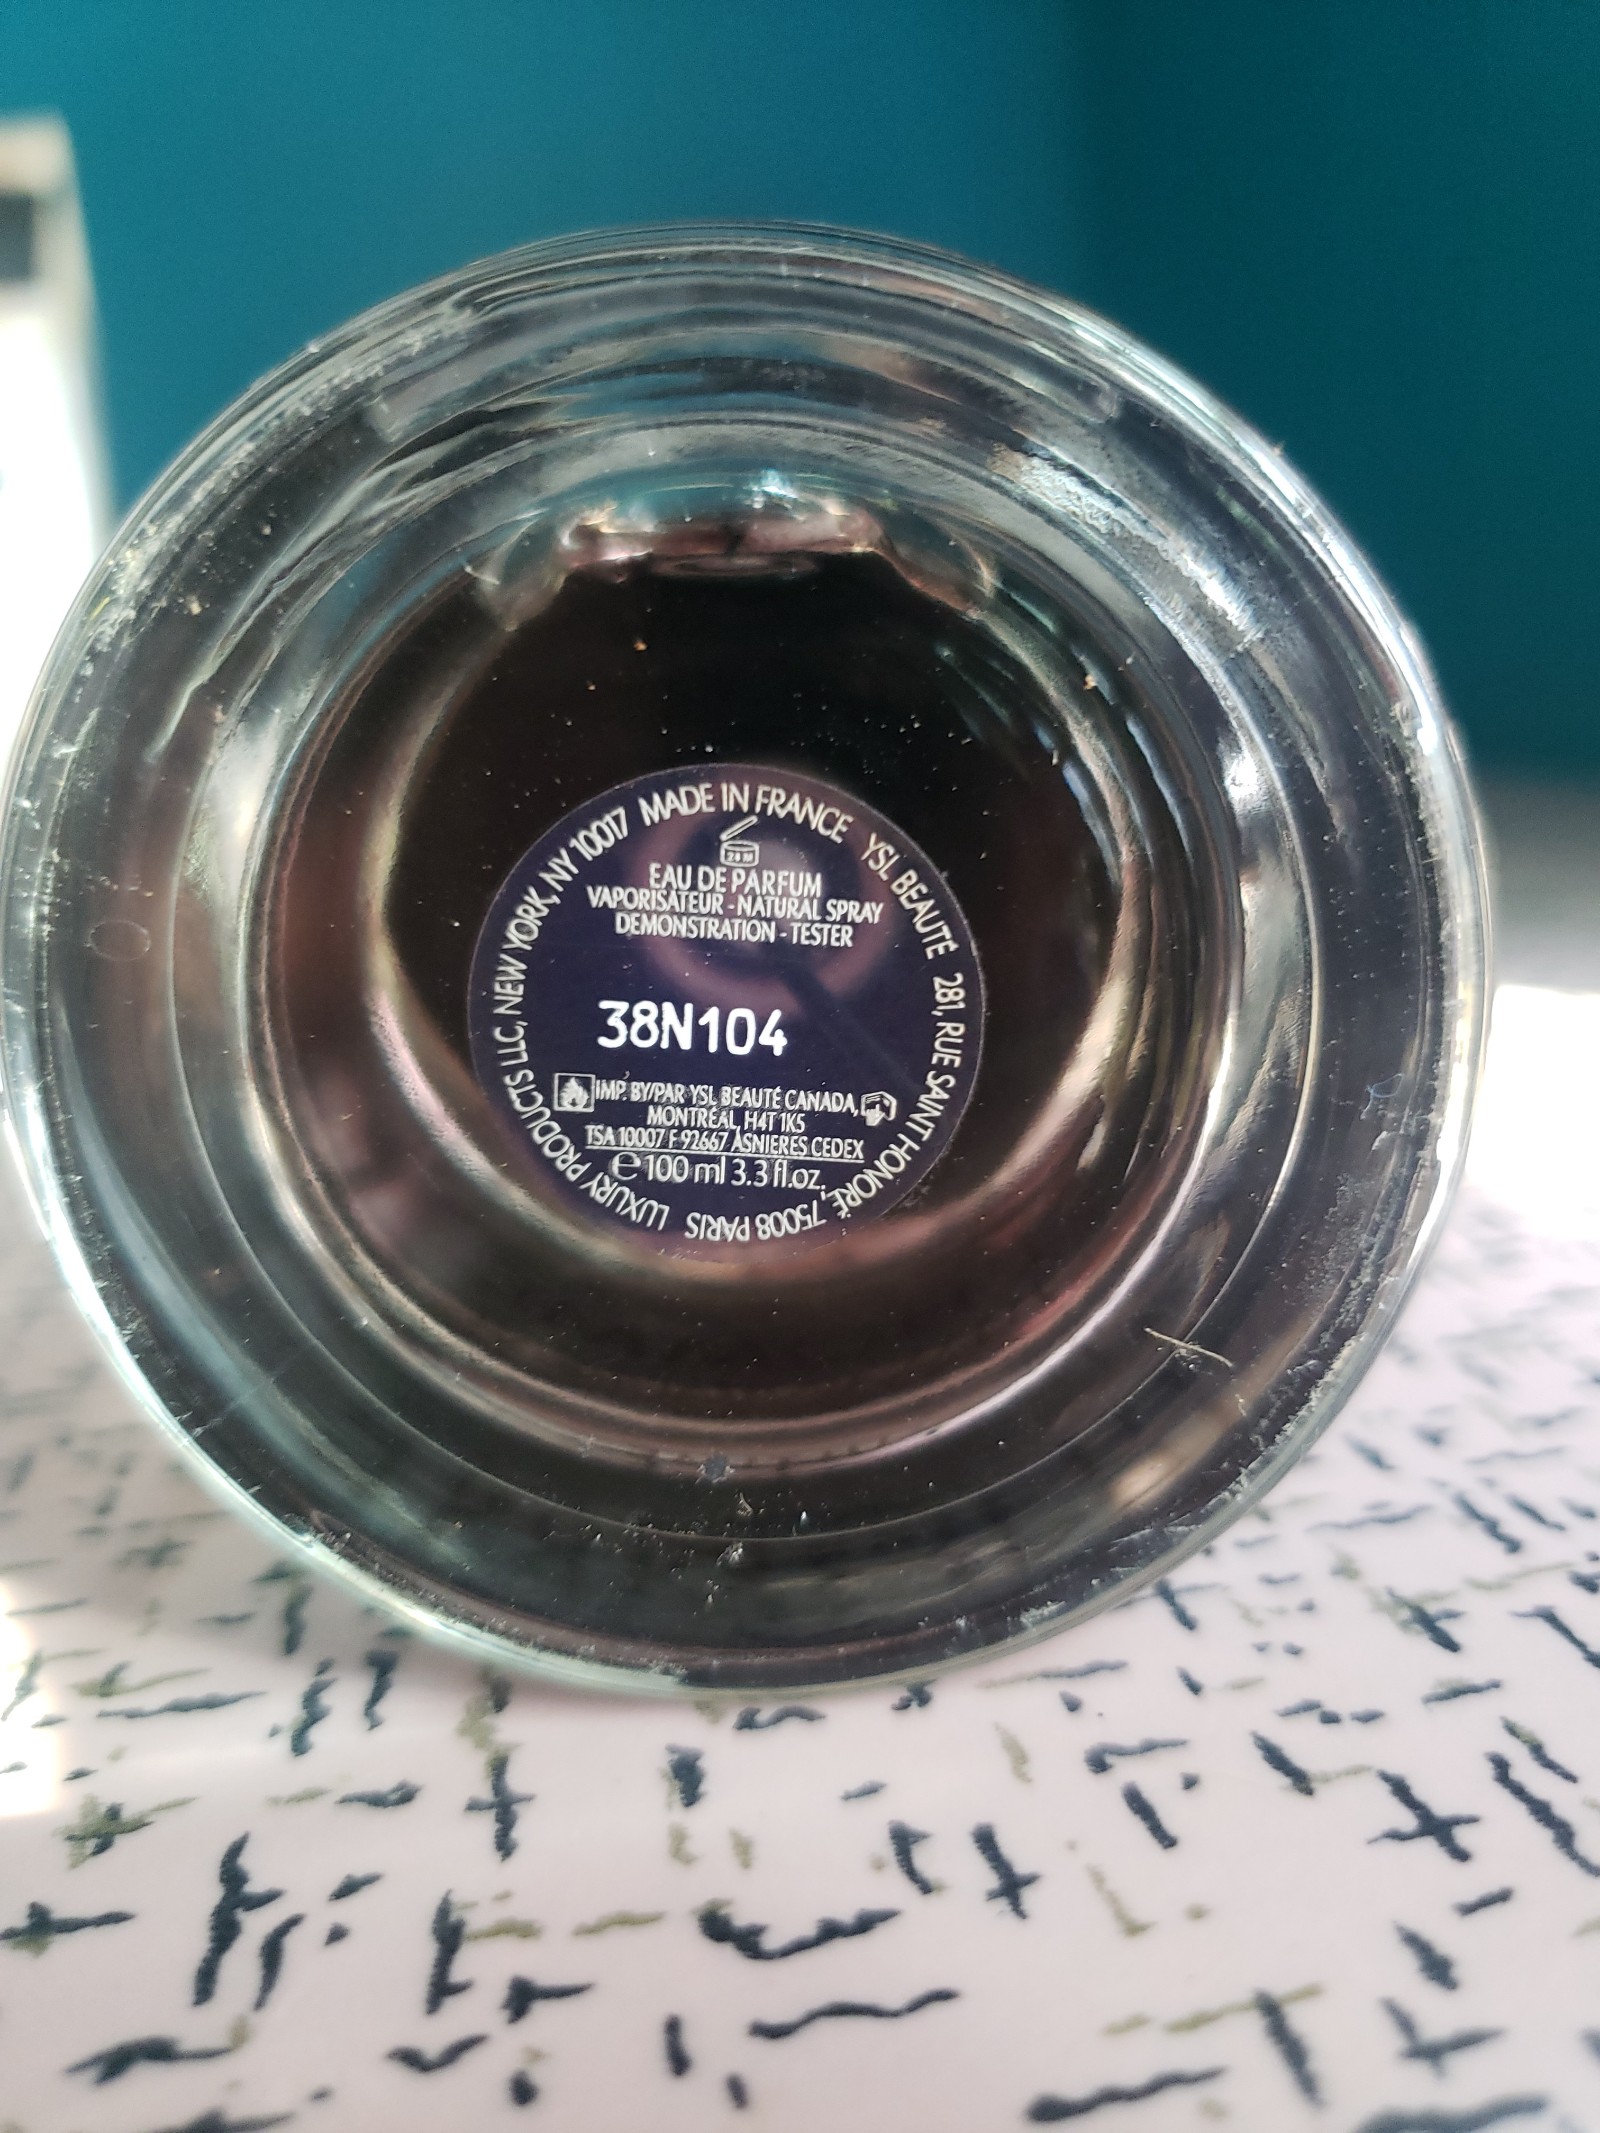 MADE IN FRANCE YSL BEAUTÉ 281, RUE SAINT HONORÉ, 75008 PARIS LUXURY PRODUCTS LLC, NEW YORK, NY 10017
24 M
EAU DE PARFUM
VAPORISATEUR - NATURAL SPRAY
DEMONSTRATION - TESTER
38N104
IMP. BY/PAR YSL BEAUTÉ CANADA,
MONTRÉAL, H4T 1K5
TSA 10007 F 92667 ASNIERES CEDEX
e 100 ml 3.3 fl.oz.